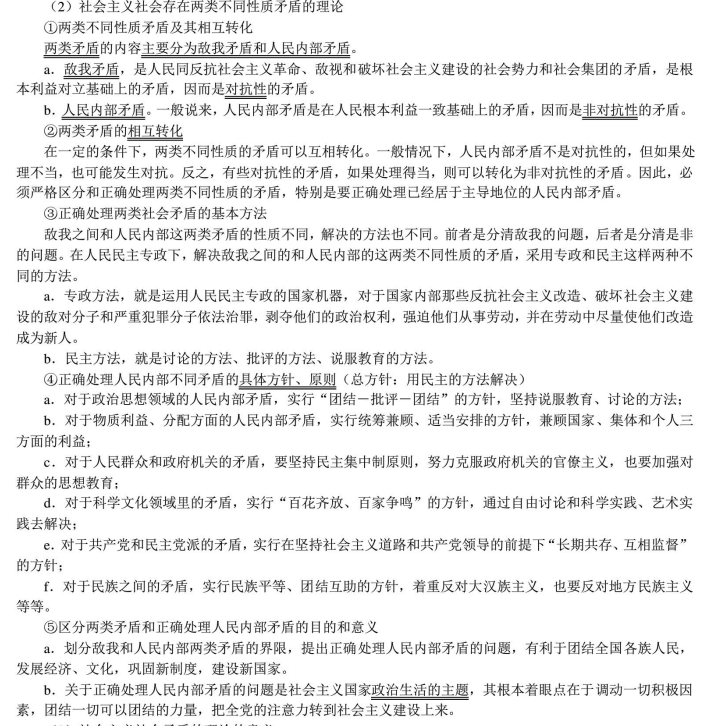 （2）社会主义社会存在两类不同性质矛盾的理论
①两类不同性质矛盾及其相互转化
两类矛盾的内容主要分为敌我矛盾和人民内部矛盾。
a．敌我矛盾，是人民同反抗社会主义革命、敌视和破坏社会主义建设的社会势力和社会集团的矛盾，是根
本利益对立基础上的矛盾，因而是对抗性的矛盾。
b．人民内部矛盾。一般说来，人民内部矛盾是在人民根本利益一致基础上的矛盾，因而是非对抗性的矛盾。
②两类矛盾的相互转化
在一定的条件下，两类不同性质的矛盾可以互相转化。一般情况下，人民内部矛盾不是对抗性的，但如果处
理不当，也可能发生对抗。反之，有些对抗性的矛盾，如果处理得当，则可以转化为非对抗性的矛盾。因此，必
须严格区分和正确处理两类不同性质的矛盾，特别是要正确处理已经居于主导地位的人民内部矛盾。
③正确处理两类社会矛盾的基本方法
敌我之间和人民内部这两类矛盾的性质不同，解决的方法也不同。前者是分清敌我的问题，后者是分清是非
的问题。在人民民主专政下，解决敌我之间的和人民内部的这两类不同性质的矛盾，采用专政和民主这样两种不
同的方法。
a．专政方法，就是运用人民民主专政的国家机器，对于国家内部那些反抗社会主义改造、破坏社会主义建
设的敌对分子和严重犯罪分子依法治罪，剥夺他们的政治权利，强迫他们从事劳动，并在劳动中尽量使他们改造
成为新人。
b．民主方法，就是讨论的方法、批评的方法、说服教育的方法。
④正确处理人民内部不同矛盾的具体方针、原则（总方针：用民主的方法解决）
a．对于政治思想领域的人民内部矛盾，实行“团结－批评－团结”的方针，坚持说服教育、讨论的方法；
b．对于物质利益、分配方面的人民内部矛盾，实行统筹兼顾、适当安排的方针，兼顾国家、集体和个人三
方面的利益；
c．对于人民群众和政府机关的矛盾，要坚持民主集中制原则，努力克服政府机关的官僚主义，也要加强对
群众的思想教育；
d．对于科学文化领域里的矛盾，实行“百花齐放、百家争鸣”的方针，通过自由讨论和科学实践、艺术实
践去解决；
e．对于共产党和民主党派的矛盾，实行在坚持社会主义道路和共产党领导的前提下“长期共存、互相监督”
的方针；
f．对于民族之间的矛盾，实行民族平等、团结互助的方针，着重反对大汉族主义，也要反对地方民族主义
等等。
⑤区分两类矛盾和正确处理人民内部矛盾的目的和意义
a．划分敌我和人民内部两类矛盾的界限，提出正确处理人民内部矛盾的问题，有利于团结全国各族人民，
发展经济、文化，巩固新制度，建设新国家。
b．关于正确处理人民内部矛盾的问题是社会主义国家政治生活的主题，其根本着眼点在于调动一切积极因
素，团结一切可以团结的力量，把全党的注意力转到社会主义建设上来。